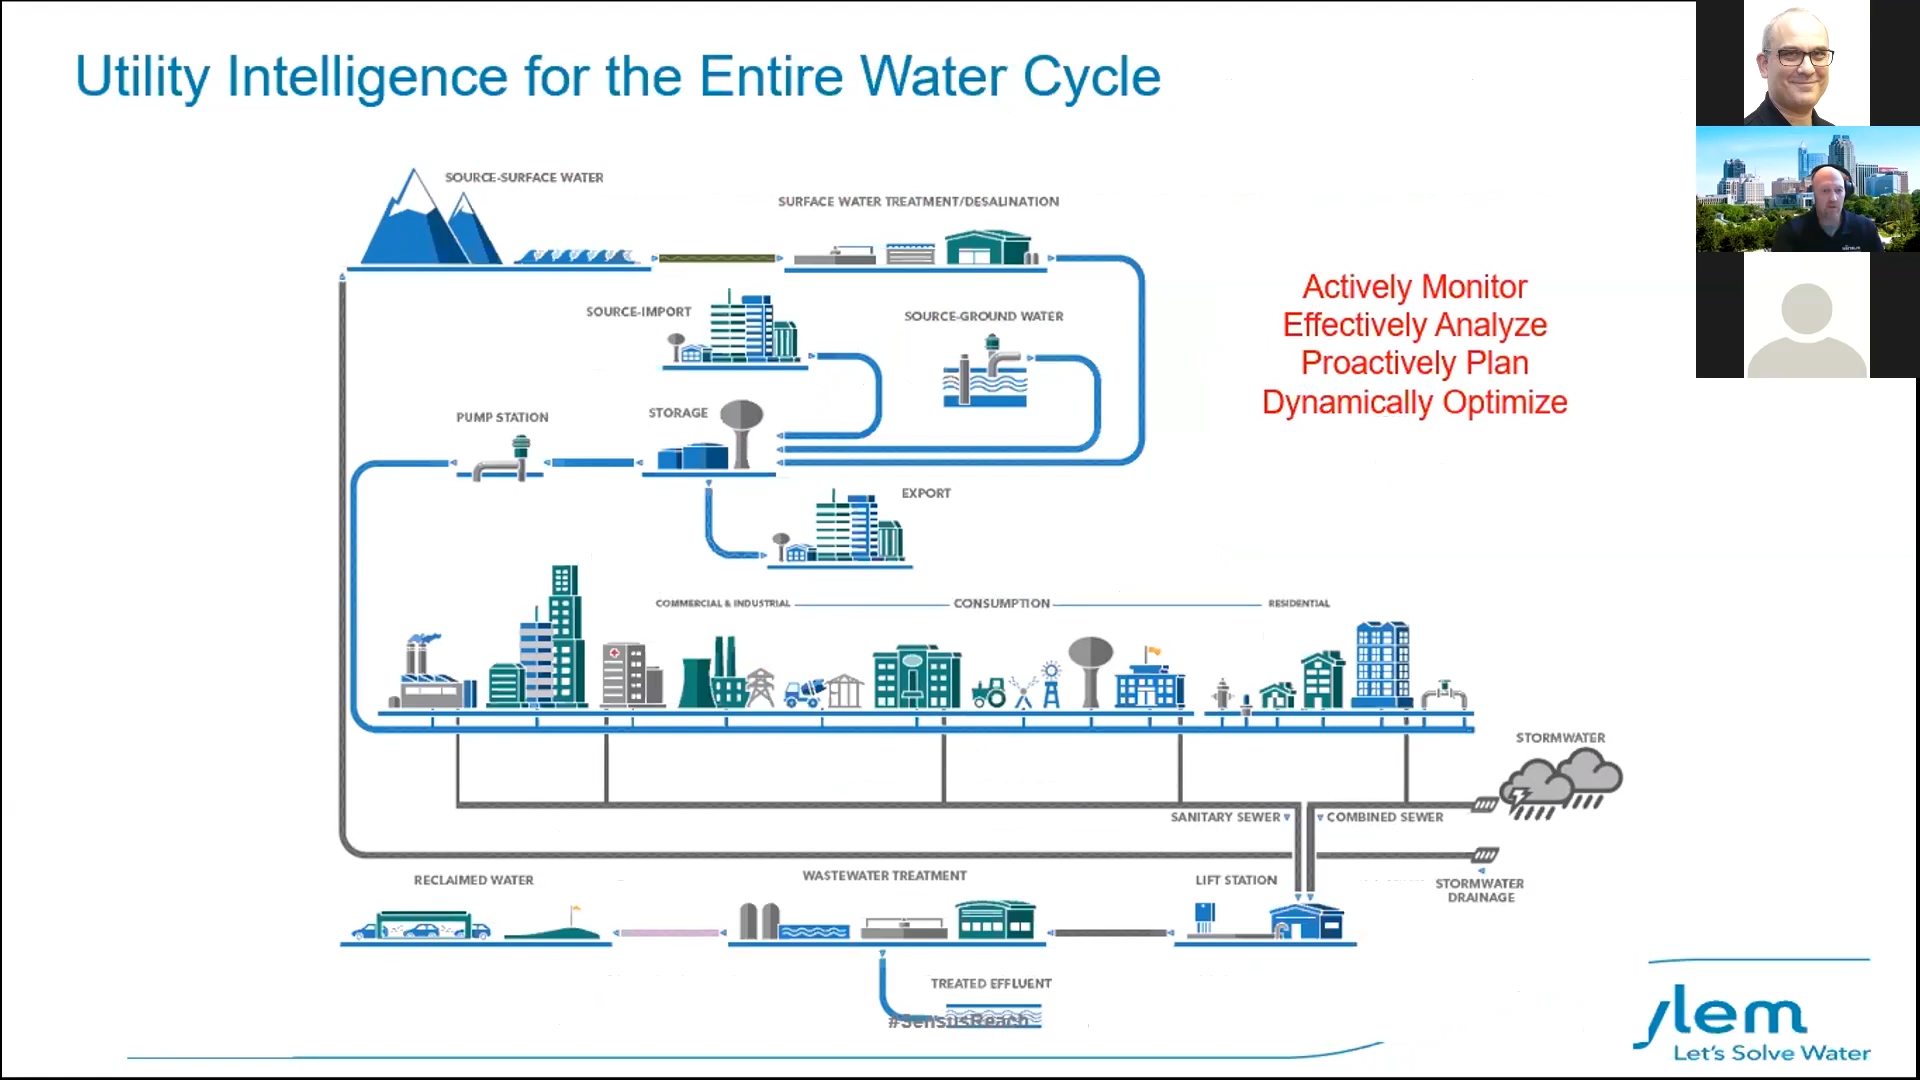 Utility Intelligence for the Entire Water Cycle
SOURCE-SURFACE WATER
SURFACE WATER TREATMENT/DESALINATION
SOURCE-IMPORT
SOURCE-GROUND WATER
Actively Monitor
Effectively Analyze
Proactively Plan
Dynamically Optimize
PUMP STATION
STORAGE
EXPORT
COMMERCIAL & INDUSTRIAL
CONSUMPTION
RESIDENTIAL
STORMWATER
SANITARY SEWER
COMBINED SEWER
RECLAIMED WATER
WASTEWATER TREATMENT
LIFT STATION
STORMWATER
DRAINAGE
TREATED EFFLUENT
#SensusReach
xylem
Let's Solve Water